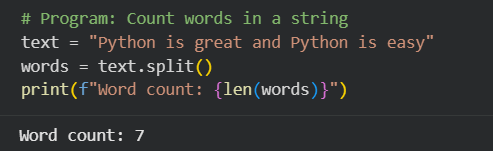 # Program: Count words in a string
text = "Python is great and Python is easy"
words = text.split()
print(f"Word count: {len(words)}")
Word count: 7